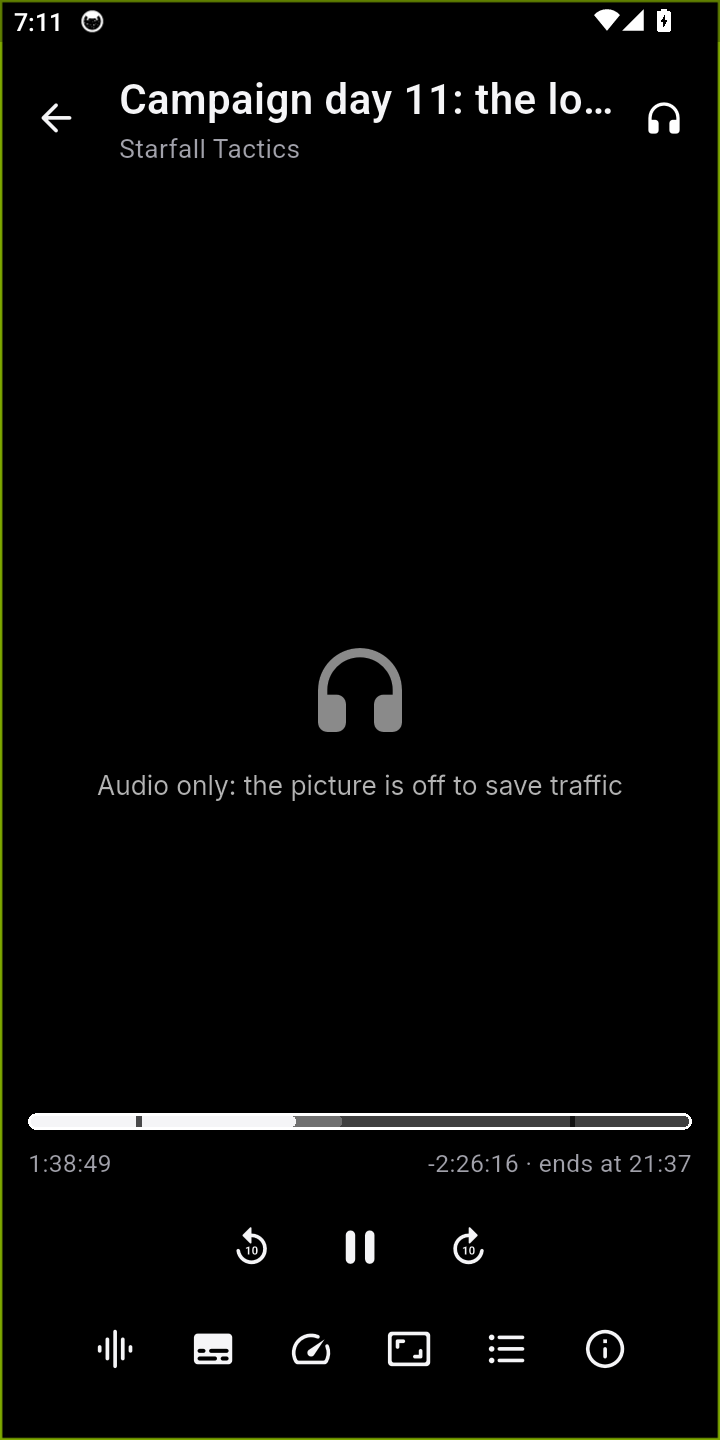 7:11
Campaign day 11: the lo…
Starfall Tactics
Audio only: the picture is off to save traffic
1:38:49
-2:26:16 · ends at 21:37
10
10